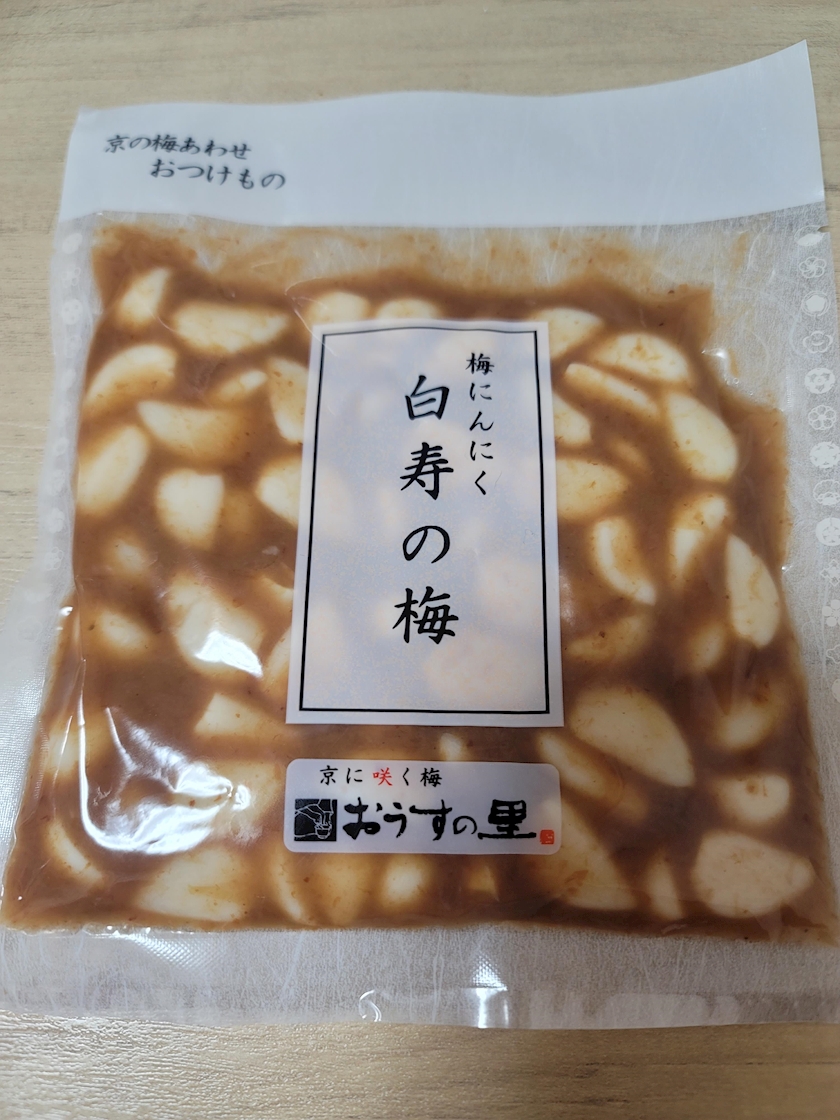 京の梅あわせ
おつけもの
梅にんにく
白寿の梅
京に咲く梅
おうすの里